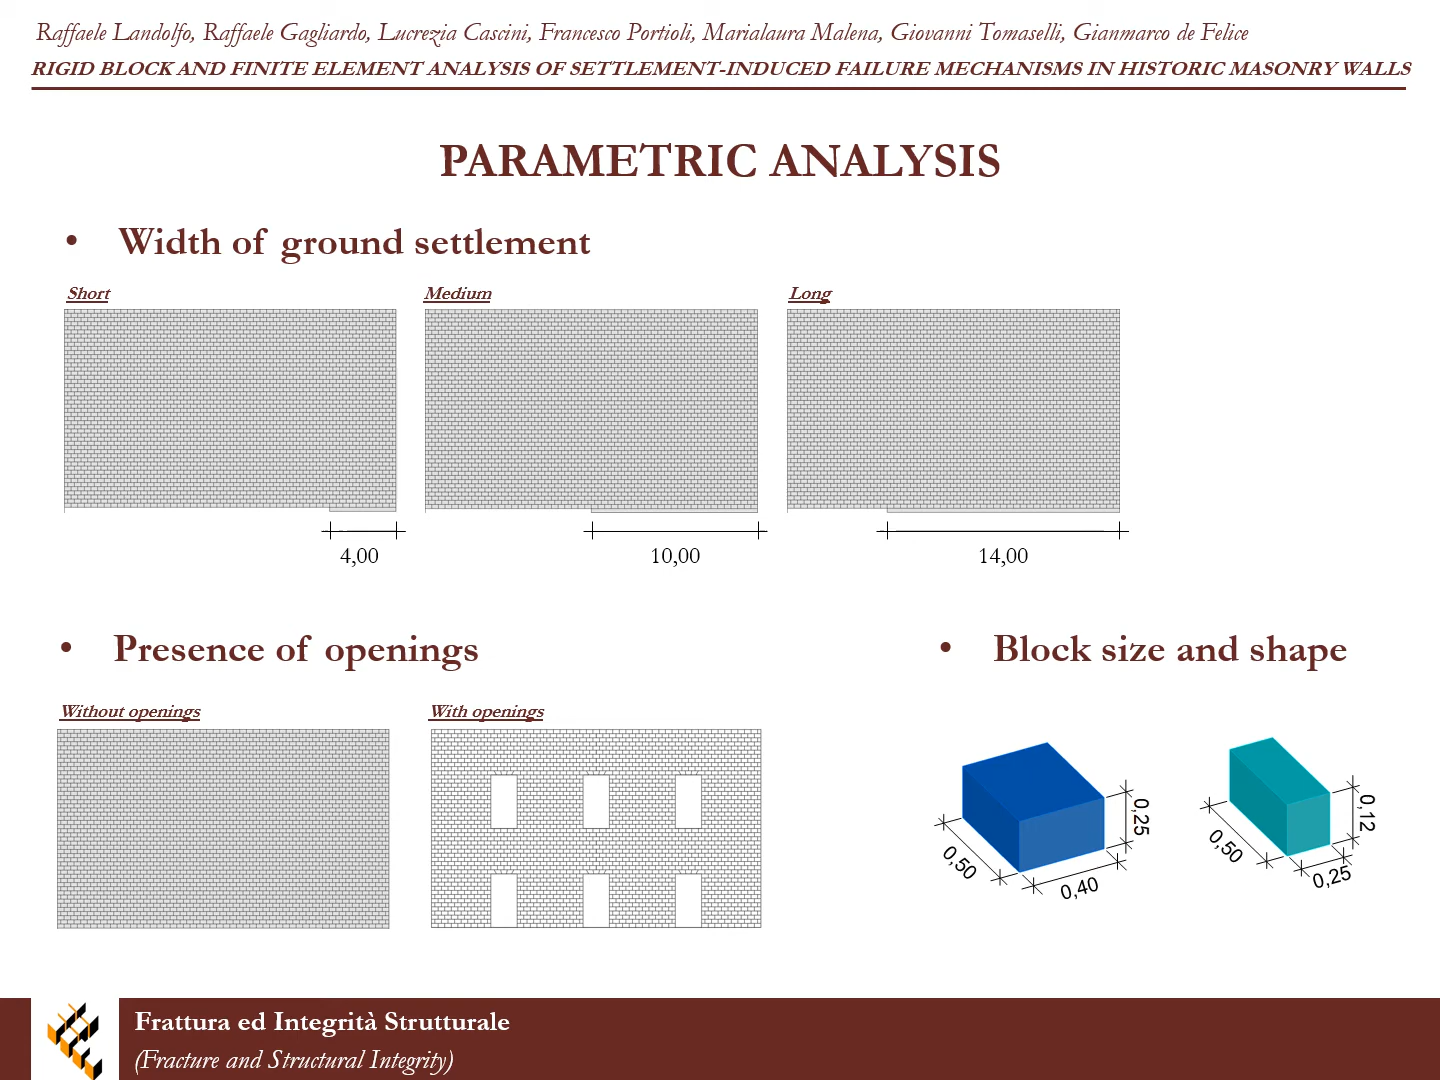 Raffaele Landolfo, Raffaele Gagliardo, Lucrezia Cascini, Francesco Portioli, Marialaura Malena, Giovanni Tomaselli, Gianmarco de Felice
RIGID BLOCK AND FINITE ELEMENT ANALYSIS OF SETTLEMENT-INDUCED FAILURE MECHANISMS IN HISTORIC MASONRY WALLS
PARAMETRIC ANALYSIS
• Width of ground settlement
Short
Medium
Long
4,00
10,00
14,00
• Presence of openings
• Block size and shape
Without openings
With openings
0,50
0,40
0,25
0,50
0,25
0,12
Frattura ed Integrità Strutturale
(Fracture and Structural Integrity)